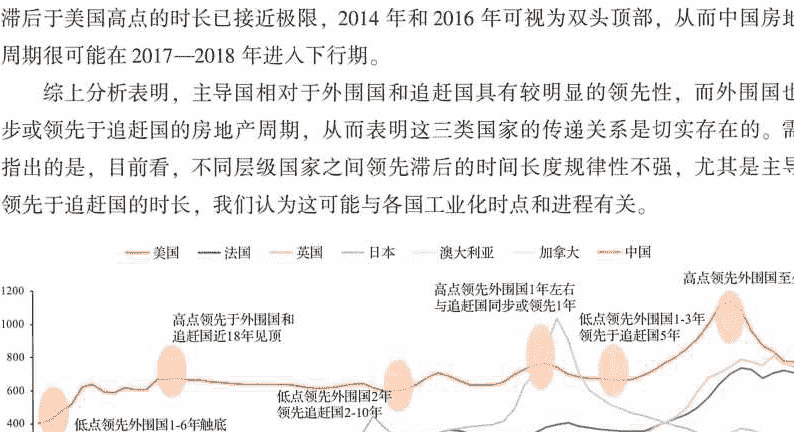 滞后于美国高点的时长已接近极限，2014 年和 2016 年可视为双头顶部，从而中国房地
周期很可能在 2017—2018 年进入下行期。
综上分析表明，主导国相对于外围国和追赶国具有较明显的领先性，而外围国也
步或领先于追赶国的房地产周期，从而表明这三类国家的传递关系是切实存在的。需
指出的是，目前看，不同层级国家之间领先滞后的时间长度规律性不强，尤其是主导
领先于追赶国的时长，我们认为这可能与各国工业化时点和进程有关。
美国 法国 英国 日本 澳大利亚 加拿大 中国
高点领先外围国至少
1200
高点领先外围国1年左右
与追赶国同步或领先1年
高点领先于外围国和
追赶国近18年见顶
低点领先外围国1-3年
领先于追赶国5年
1000
800
600
低点领先外围国2年
领先追赶国2-10年
400
低点领先外围国1-6年触底